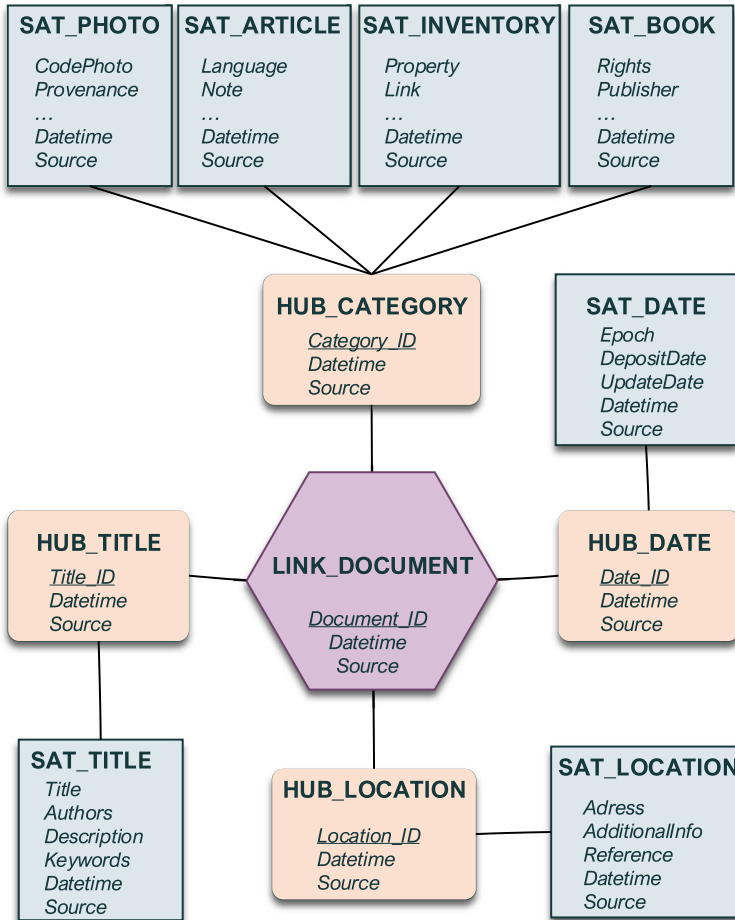 SAT_PHOTO
CodePhoto
Provenance
...
Datetime
Source
SAT_ARTICLE
Language
Note
...
Datetime
Source
SAT_INVENTORY
Property
Link
...
Datetime
Source
SAT_BOOK
Rights
Publisher
...
Datetime
Source
HUB_CATEGORY
Category_ID
Datetime
Source
SAT_DATE
Epoch
DepositDate
UpdateDate
Datetime
Source
HUB_TITLE
Title_ID
Datetime
Source
LINK_DOCUMENT
Document_ID
Datetime
Source
HUB_DATE
Date_ID
Datetime
Source
SAT_TITLE
Title
Authors
Description
Keywords
Datetime
Source
HUB_LOCATION
Location_ID
Datetime
Source
SAT_LOCATION
Adress
AdditionalInfo
Reference
Datetime
Source